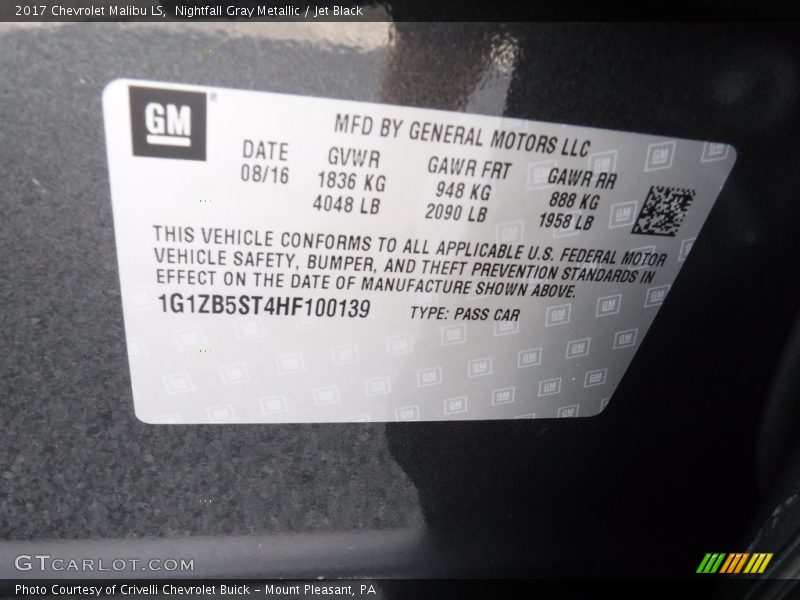 2017 Chevrolet Malibu LS,  Nightfall Gray Metallic / Jet Black
GM
MFD BY GENERAL MOTORS LLC
DATE GVWR GAWR FRT GAWR RR
08/16 1836 KG 948 KG 888 KG
4048 LB 2090 LB 1958 LB
THIS VEHICLE CONFORMS TO ALL APPLICABLE U.S. FEDERAL MOTOR
VEHICLE SAFETY, BUMPER, AND THEFT PREVENTION STANDARDS IN
EFFECT ON THE DATE OF MANUFACTURE SHOWN ABOVE.
1G1ZB5ST4HF100139 TYPE: PASS CAR
GTCARLOT.COM
Photo Courtesy of Crivelli Chevrolet Buick - Mount Pleasant, PA